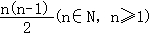 n(n-1)/2 (n∈N, n≥1)